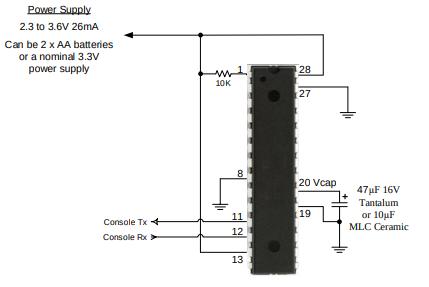 Power Supply
2.3 to 3.6V 26mA
Can be 2 x AA batteries
or a nominal 3.3V
power supply
1
28
10K
27
8
20 Vcap
+
47µF 16V
Tantalum
or 10µF
MLC Ceramic
19
Console Tx
11
Console Rx
12
13